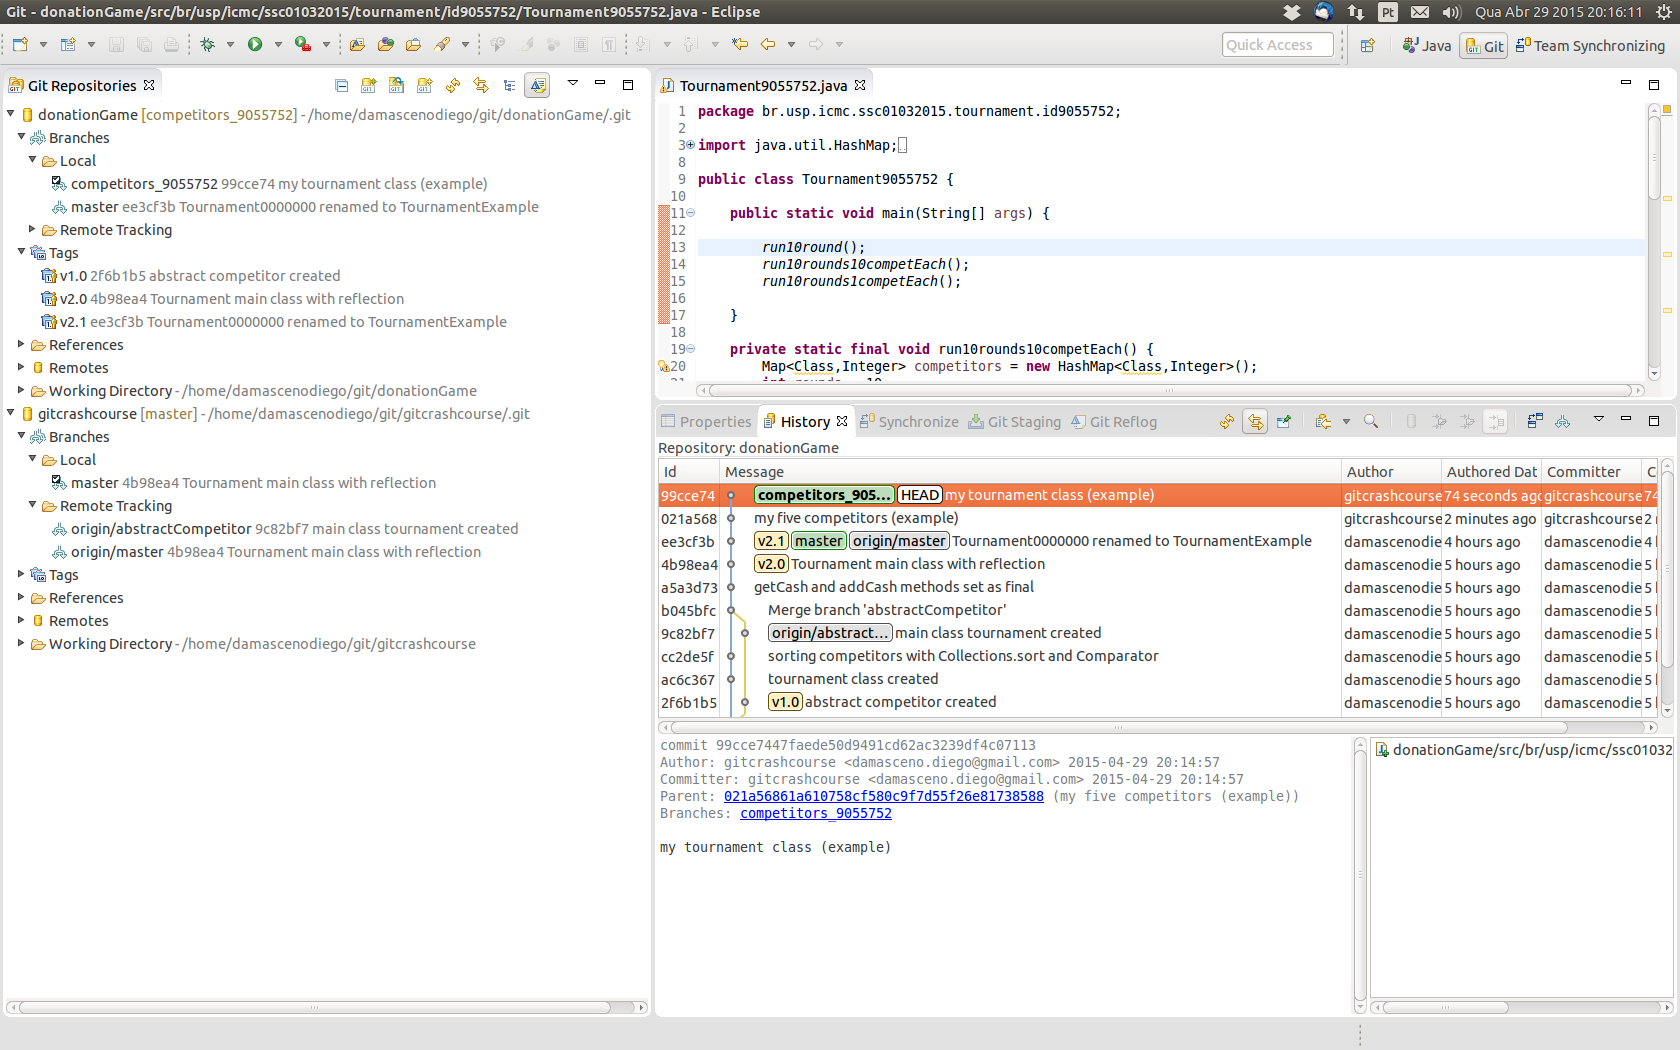 Git - donationGame/src/br/usp/icmc/ssc01032015/tournament/id9055752/Tournament9055752.java - Eclipse
Pt
Qua Abr 29 2015 20:16:11
Quick Access
Java
Git
Team Synchronizing
Git Repositories
donationGame [competitors_9055752] - /home/damascenodiego/git/donationGame/.git
Branches
Local
competitors_9055752 99cce74 my tournament class (example)
master ee3cf3b Tournament0000000 renamed to TournamentExample
Remote Tracking
Tags
v1.0 2f6b1b5 abstract competitor created
v2.0 4b98ea4 Tournament main class with reflection
v2.1 ee3cf3b Tournament0000000 renamed to TournamentExample
References
Remotes
Working Directory - /home/damascenodiego/git/donationGame
gitcrashcourse [master] - /home/damascenodiego/git/gitcrashcourse/.git
Branches
Local
master 4b98ea4 Tournament main class with reflection
Remote Tracking
origin/abstractCompetitor 9c82bf7 main class tournament created
origin/master 4b98ea4 Tournament main class with reflection
Tags
References
Remotes
Working Directory - /home/damascenodiego/git/gitcrashcourse
Tournament9055752.java
1 package br.usp.icmc.ssc01032015.tournament.id9055752;
2
3 import java.util.HashMap;
8
9 public class Tournament9055752 {
10
11 public static void main(String[] args) {
12
13 run10round();
14 run10rounds10competEach();
15 run10rounds1competEach();
16
17 }
18
19 private static final void run10rounds10competEach() {
20 Map<Class,Integer> competitors = new HashMap<Class,Integer>();
Properties
History
Synchronize
Git Staging
Git Reflog
Repository: donationGame
Id Message Author Authored Dat Committer C
99cce74 competitors_905... HEAD my tournament class (example) gitcrashcourse 74 seconds ago gitcrashcourse 74
021a568 my five competitors (example) gitcrashcourse 2 minutes ago gitcrashcourse 2
ee3cf3b v2.1 master origin/master Tournament0000000 renamed to TournamentExample damascenodie 4 hours ago damascenodie 4
4b98ea4 v2.0 Tournament main class with reflection damascenodie 5 hours ago damascenodie 5
a5a3d73 getCash and addCash methods set as final damascenodie 5 hours ago damascenodie 5
b045bfc Merge branch 'abstractCompetitor' damascenodie 5 hours ago damascenodie 5
9c82bf7 origin/abstract... main class tournament created damascenodie 5 hours ago damascenodie 5
cc2de5f sorting competitors with Collections.sort and Comparator damascenodie 5 hours ago damascenodie 5
ac6c367 tournament class created damascenodie 5 hours ago damascenodie 5
2f6b1b5 v1.0 abstract competitor created damascenodie 5 hours ago damascenodie 5
commit 99cce7447faede50d9491cd62ac3239df4c07113
Author: gitcrashcourse <damasceno.diego@gmail.com> 2015-04-29 20:14:57
Committer: gitcrashcourse <damasceno.diego@gmail.com> 2015-04-29 20:14:57
Parent: 021a56861a610758cf580c9f7d55f26e81738588 (my five competitors (example))
Branches: competitors_9055752
my tournament class (example)
donationGame/src/br/usp/icmc/ssc01032